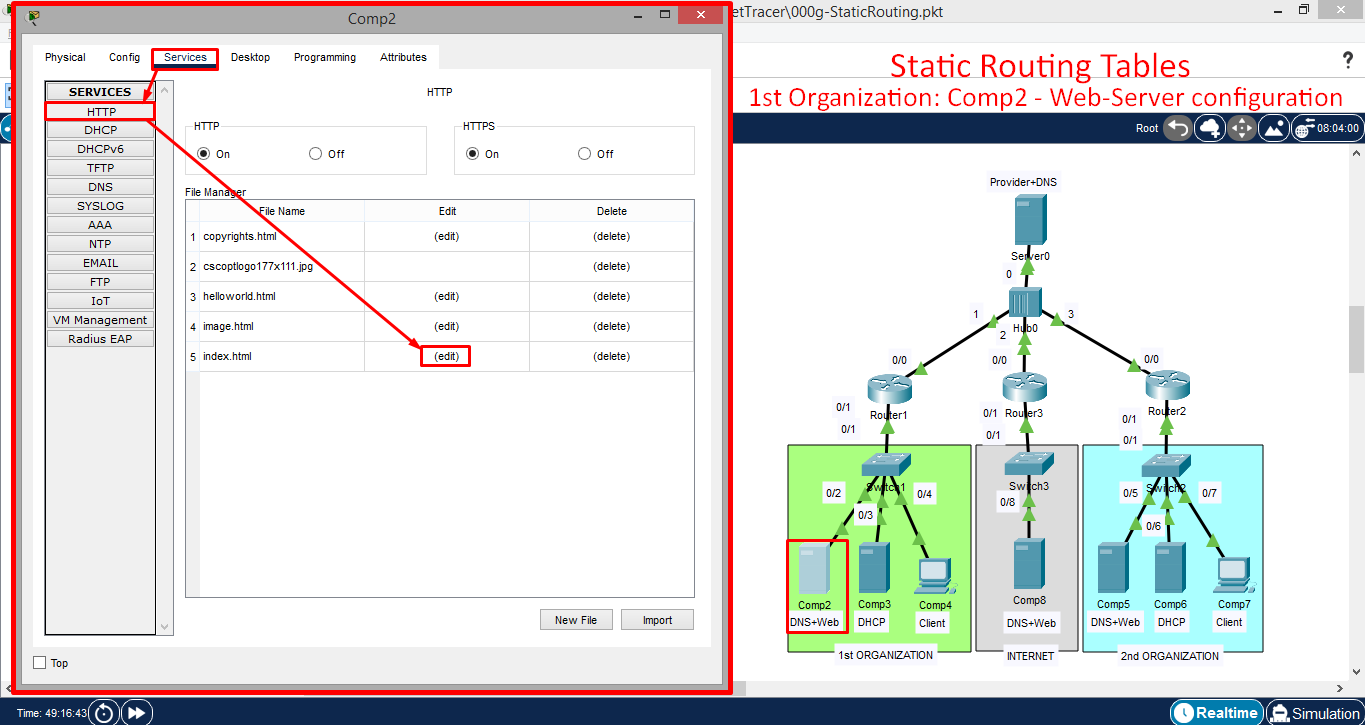 Comp2
etTracer\000g-StaticRouting.pkt
Physical Config Services Desktop Programming Attributes
Static Routing Tables
1st Organization: Comp2 - Web-Server configuration
?
Root
08:04:00
SERVICES
HTTP
DHCP
DHCPv6
TFTP
DNS
SYSLOG
AAA
NTP
EMAIL
FTP
IoT
VM Management
Radius EAP
HTTP
HTTP
On Off
HTTPS
On Off
File Manager
File Name Edit Delete
1 copyrights.html (edit) (delete)
2 cscoptlogo177x111.jpg (delete)
3 helloworld.html (edit) (delete)
4 image.html (edit) (delete)
5 index.html (edit) (delete)
New File Import
Top
Provider+DNS
Server0
0
Hub0
1
2
3
0/0
0/0
0/0
Router1
Router3
Router2
0/1
0/1
0/1
0/1
0/1
0/1
Switch1
Switch3
Switch2
0/2
0/3
0/4
0/8
0/5
0/6
0/7
Comp2
DNS+Web
Comp3
DHCP
Comp4
Client
Comp8
DNS+Web
Comp5
DNS+Web
Comp6
DHCP
Comp7
Client
1st ORGANIZATION
INTERNET
2nd ORGANIZATION
Time: 49:16:43
Realtime
Simulation